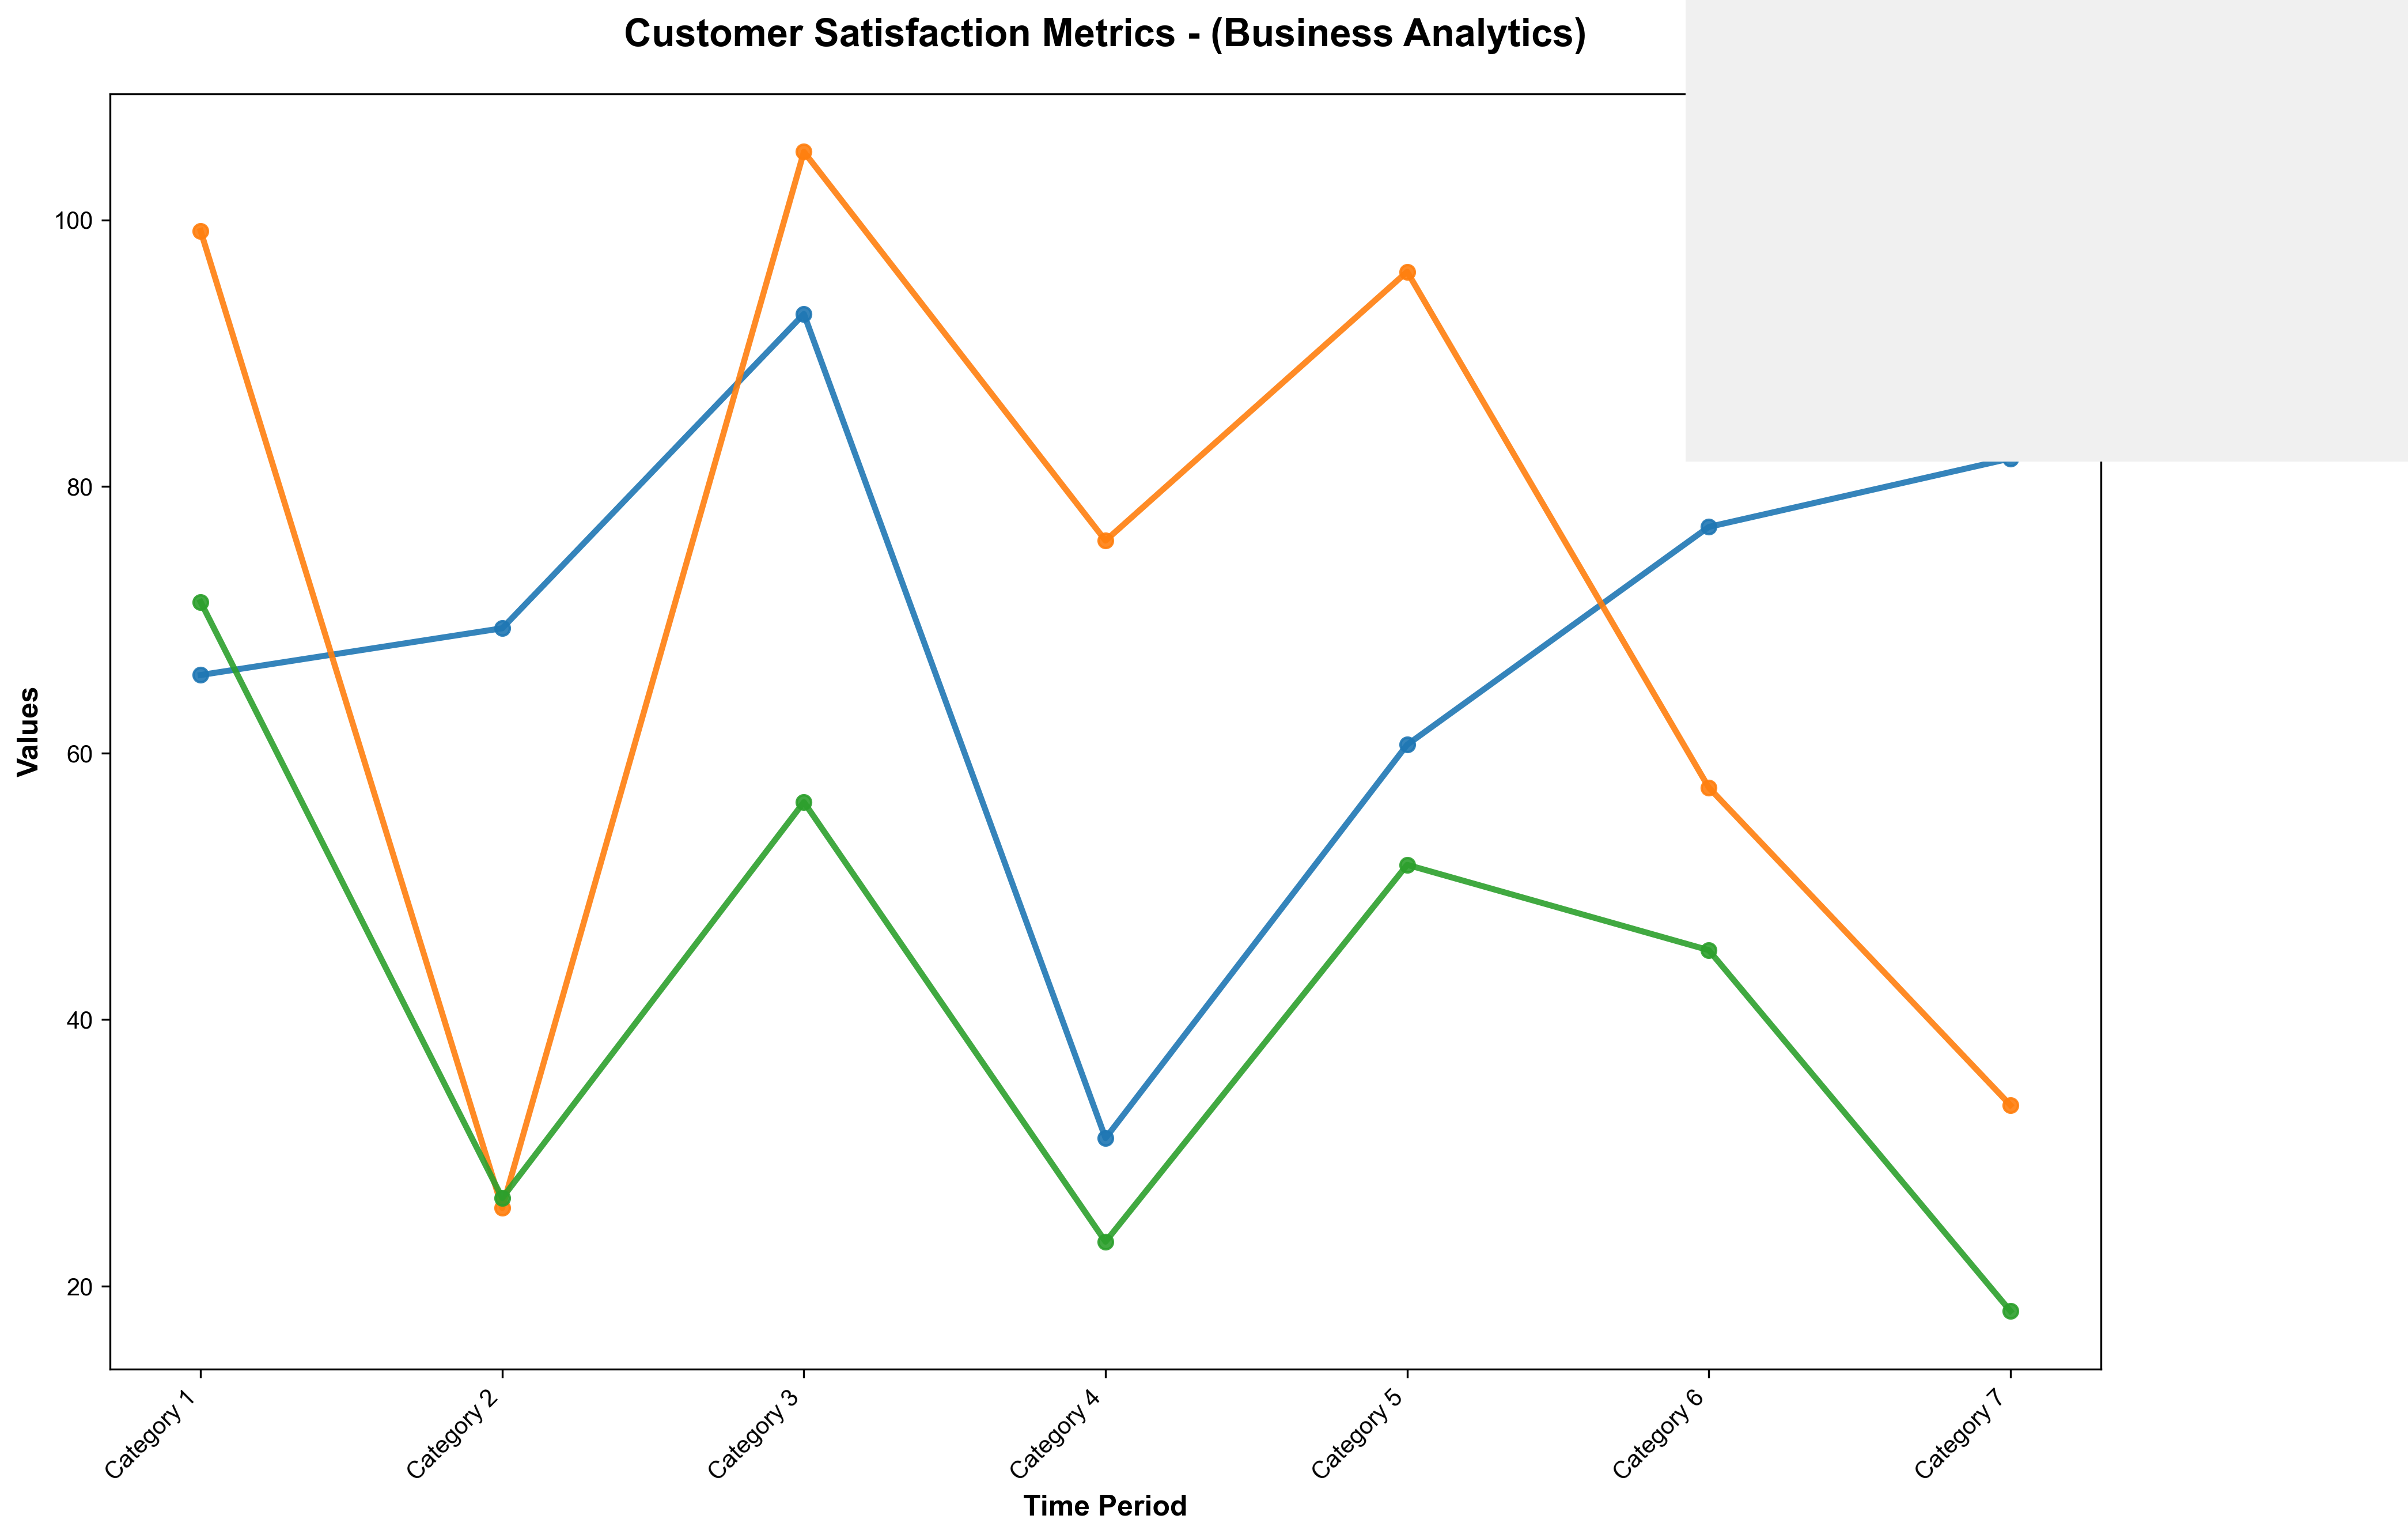 Customer Satisfaction Metrics - (Business Analytics)
Values
100
80
60
40
20
Category 1
Category 2
Category 3
Category 4
Category 5
Category 6
Category 7
Time Period